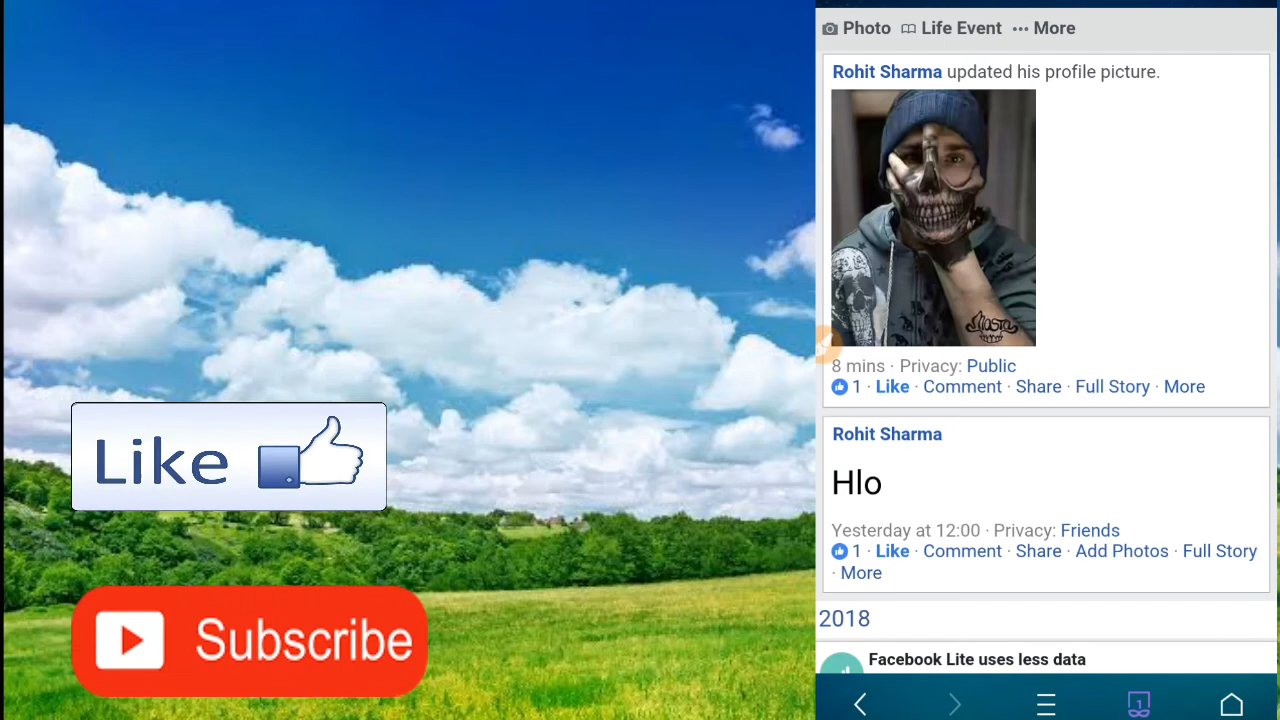 Photo Life Event ••• More
Rohit Sharma updated his profile picture.
8 mins · Privacy: Public
1 · Like · Comment · Share · Full Story · More
Rohit Sharma
Hlo
Yesterday at 12:00 · Privacy: Friends
1 · Like · Comment · Share · Add Photos · Full Story
· More
2018
Facebook Lite uses less data
1
Like
Subscribe